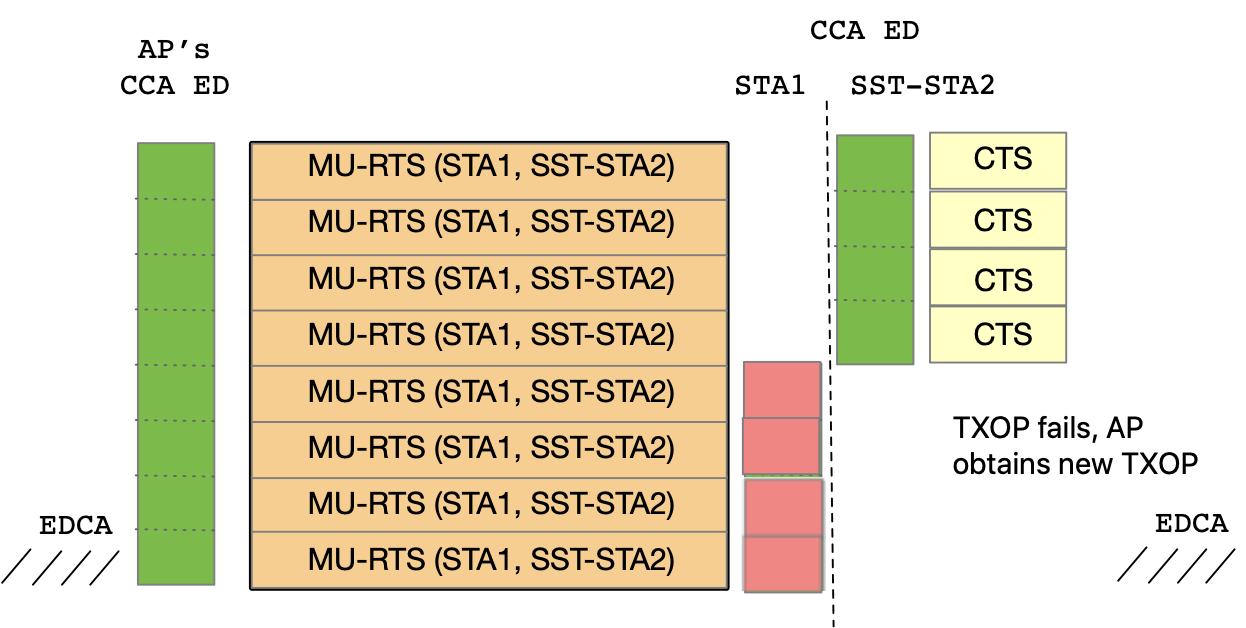 AP's
CCA ED
CCA ED
STA1
SST-STA2
MU-RTS (STA1, SST-STA2)
MU-RTS (STA1, SST-STA2)
MU-RTS (STA1, SST-STA2)
MU-RTS (STA1, SST-STA2)
MU-RTS (STA1, SST-STA2)
MU-RTS (STA1, SST-STA2)
MU-RTS (STA1, SST-STA2)
MU-RTS (STA1, SST-STA2)
CTS
CTS
CTS
CTS
TXOP fails, AP
obtains new TXOP
EDCA
EDCA